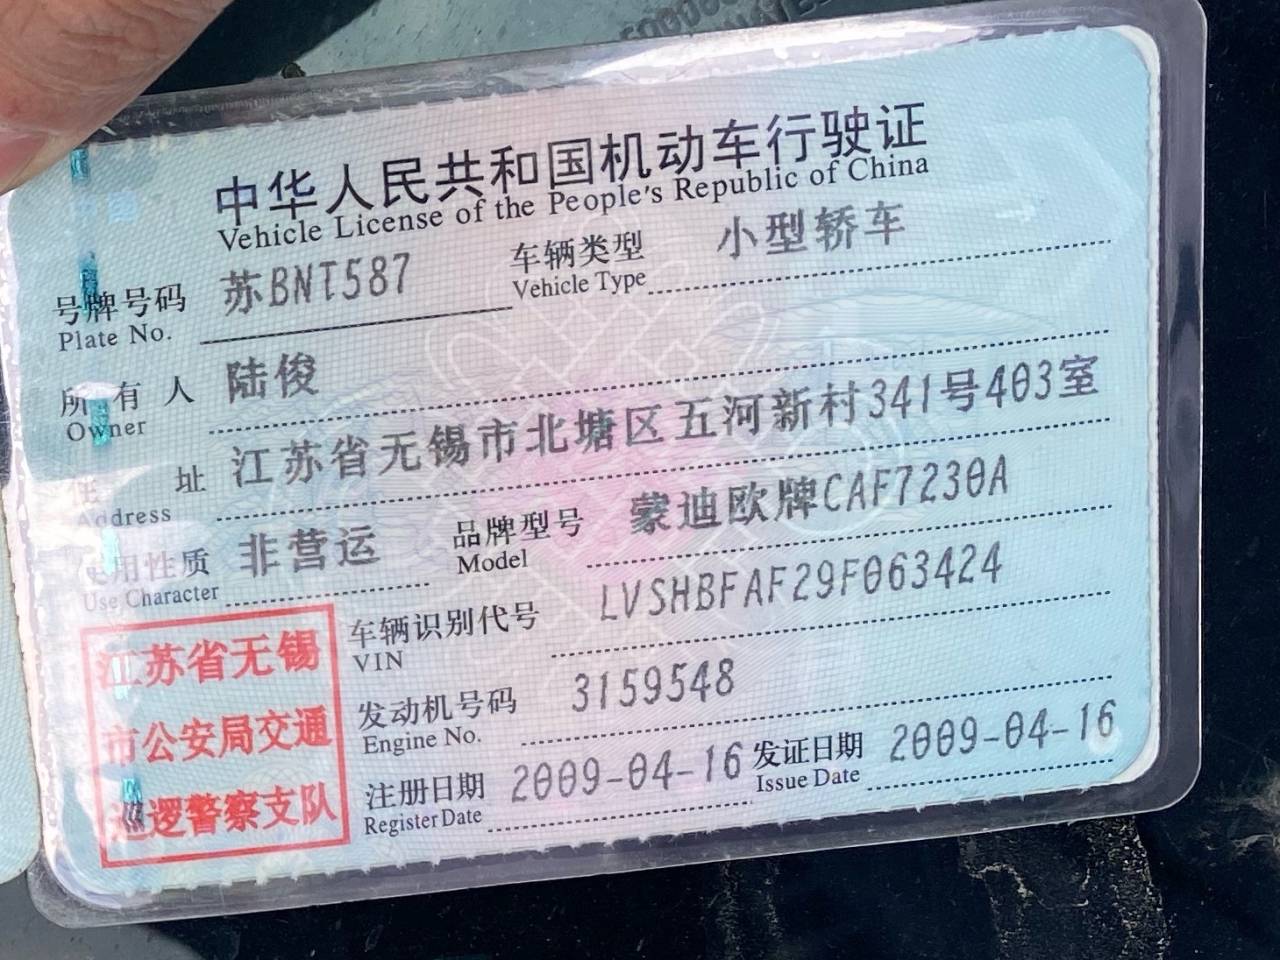 中华人民共和国机动车行驶证
Vehicle License of the People's Republic of China
号牌号码 苏BNT587 车辆类型 小型轿车
Plate No. Vehicle Type
所有人 陆俊
Owner
住址 江苏省无锡市北塘区五河新村341号403室
Address
使用性质 非营运 品牌型号 蒙迪欧牌CAF7230A
Use Character Model
车辆识别代号 LVSHBFAF29F063424
VIN
发动机号码 3159548
Engine No.
注册日期 2009-04-16 发证日期 2009-04-16
Register Date Issue Date
江苏省无锡
市公安局交通
巡逻警察支队